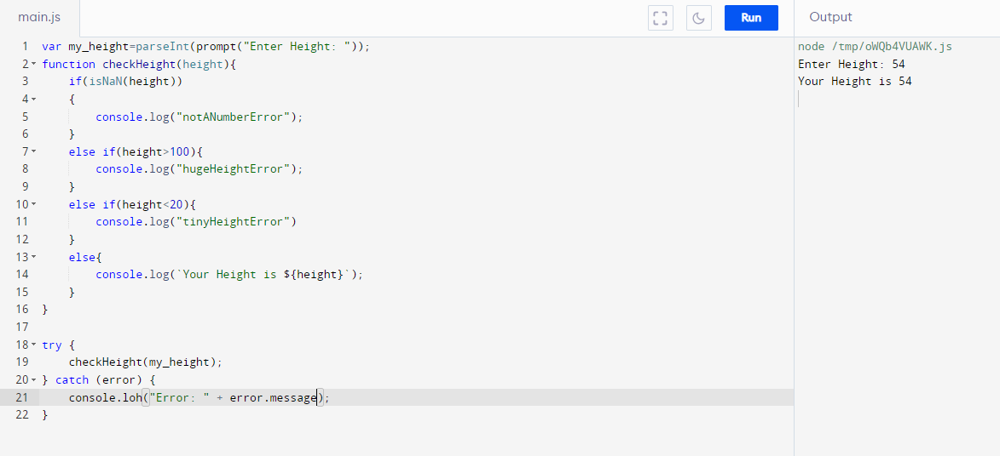 main.js
Run
Output
1 var my_height=parseInt(prompt("Enter Height: "));
2 function checkHeight(height){
3 if(isNaN(height))
4 {
5 console.log("notANumberError");
6 }
7 else if(height>100){
8 console.log("hugeHeightError");
9 }
10 else if(height<20){
11 console.log("tinyHeightError")
12 }
13 else{
14 console.log(`Your Height is ${height}`);
15 }
16 }
17
18 try {
19 checkHeight(my_height);
20 } catch (error) {
21 console.loh("Error: " + error.message);
22 }
node /tmp/oWQb4VUAWK.js
Enter Height: 54
Your Height is 54